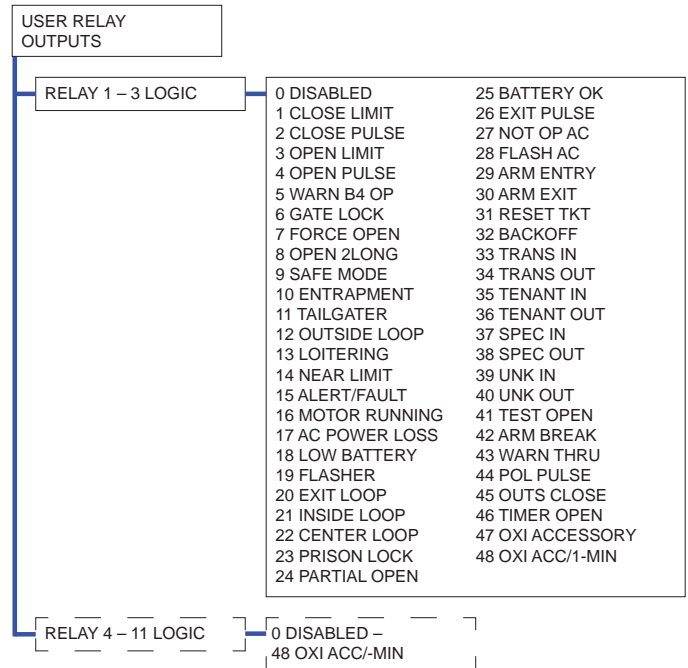 USER RELAY
OUTPUTS
RELAY 1 – 3 LOGIC
0 DISABLED
1 CLOSE LIMIT
2 CLOSE PULSE
3 OPEN LIMIT
4 OPEN PULSE
5 WARN B4 OP
6 GATE LOCK
7 FORCE OPEN
8 OPEN 2LONG
9 SAFE MODE
10 ENTRAPMENT
11 TAILGATER
12 OUTSIDE LOOP
13 LOITERING
14 NEAR LIMIT
15 ALERT/FAULT
16 MOTOR RUNNING
17 AC POWER LOSS
18 LOW BATTERY
19 FLASHER
20 EXIT LOOP
21 INSIDE LOOP
22 CENTER LOOP
23 PRISON LOCK
24 PARTIAL OPEN
25 BATTERY OK
26 EXIT PULSE
27 NOT OP AC
28 FLASH AC
29 ARM ENTRY
30 ARM EXIT
31 RESET TKT
32 BACKOFF
33 TRANS IN
34 TRANS OUT
35 TENANT IN
36 TENANT OUT
37 SPEC IN
38 SPEC OUT
39 UNK IN
40 UNK OUT
41 TEST OPEN
42 ARM BREAK
43 WARN THRU
44 POL PULSE
45 OUTS CLOSE
46 TIMER OPEN
47 OXI ACCESSORY
48 OXI ACC/1-MIN
RELAY 4 – 11 LOGIC
0 DISABLED –
48 OXI ACC/-MIN